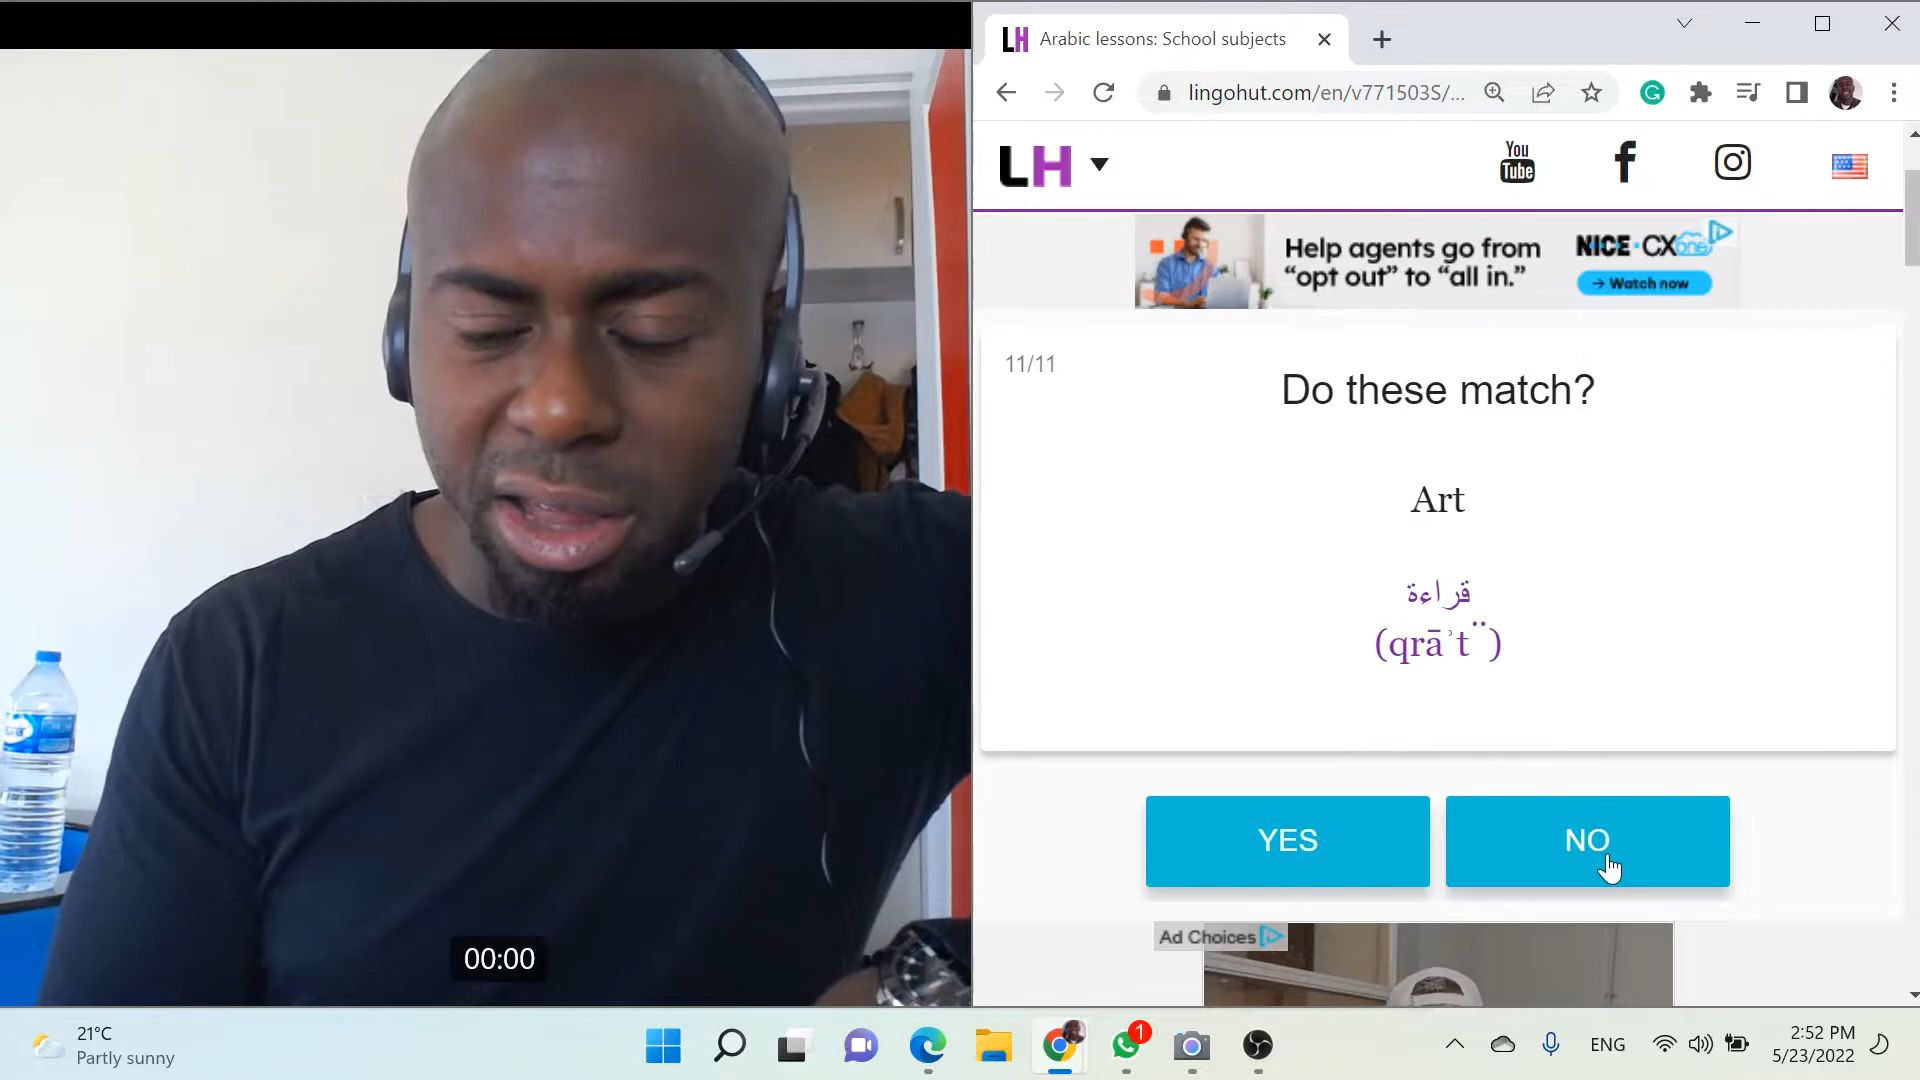 LH Arabic lessons: School subjects
lingohut.com/en/v771503S/...
LH
You
Tube
Help agents go from
“opt out” to “all in.”
NICE·CXone
→ Watch now
11/11
Do these match?
Art
قراءة
(qrāʾt¨)
YES
NO
Ad Choices
00:00
21°C
Partly sunny
1
ENG
2:52 PM
5/23/2022